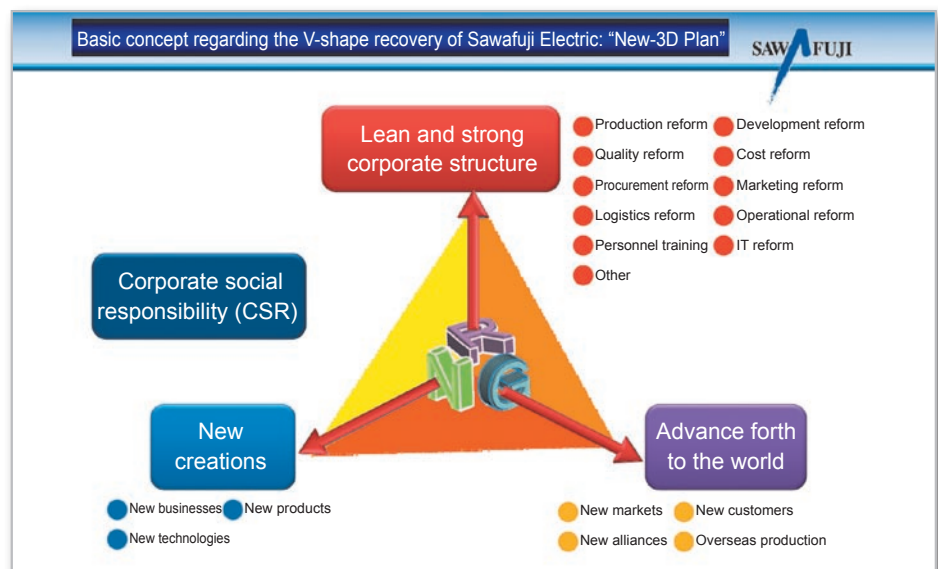 Basic concept regarding the V-shape recovery of Sawafuji Electric: “New-3D Plan”
SAWAFUJI
Lean and strong
corporate structure
Production reform
Development reform
Quality reform
Cost reform
Procurement reform
Marketing reform
Logistics reform
Operational reform
Personnel training
IT reform
Other
Corporate social
responsibility (CSR)
R
N
G
New
creations
New businesses
New products
New technologies
Advance forth
to the world
New markets
New customers
New alliances
Overseas production